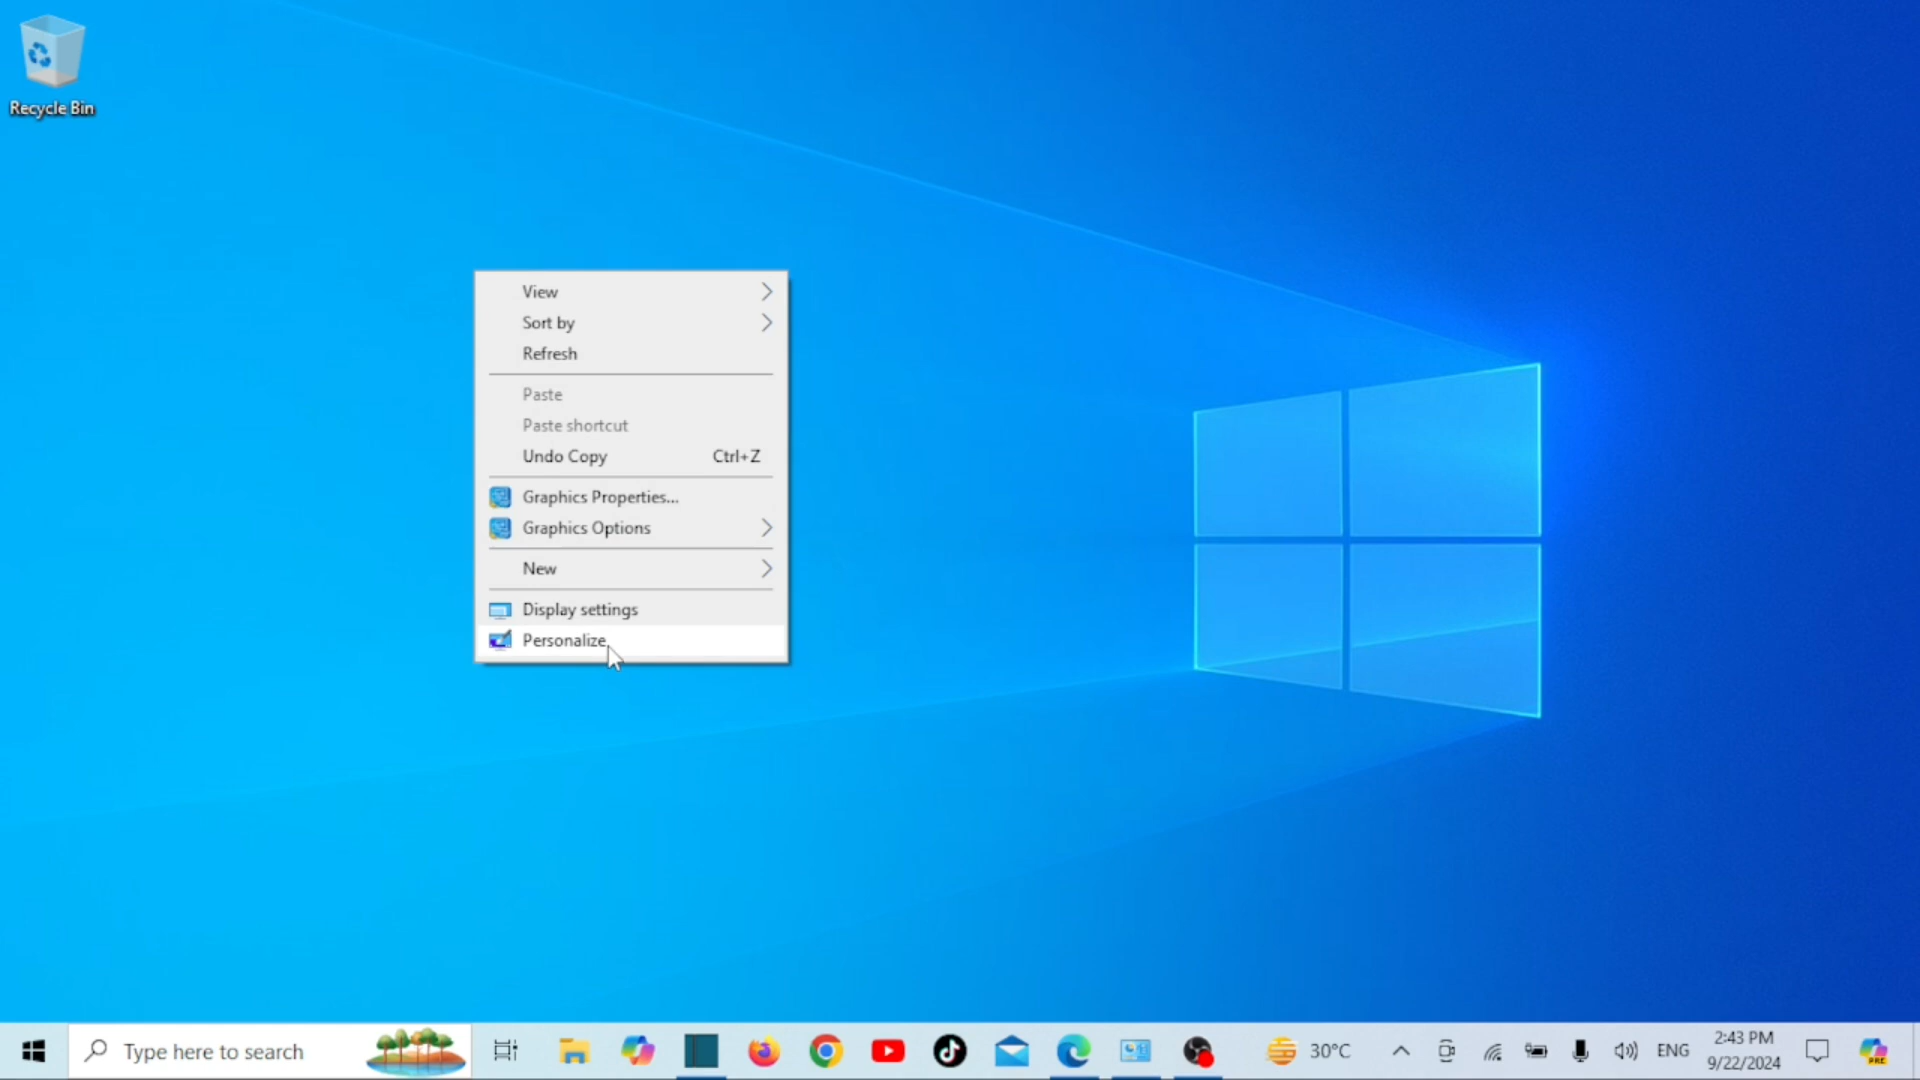 Recycle Bin
View
Sort by
Refresh
Paste
Paste shortcut
Undo Copy Ctrl+Z
Graphics Properties...
Graphics Options
New
Display settings
Personalize
Type here to search
30°C
ENG
2:43 PM
9/22/2024
PRE